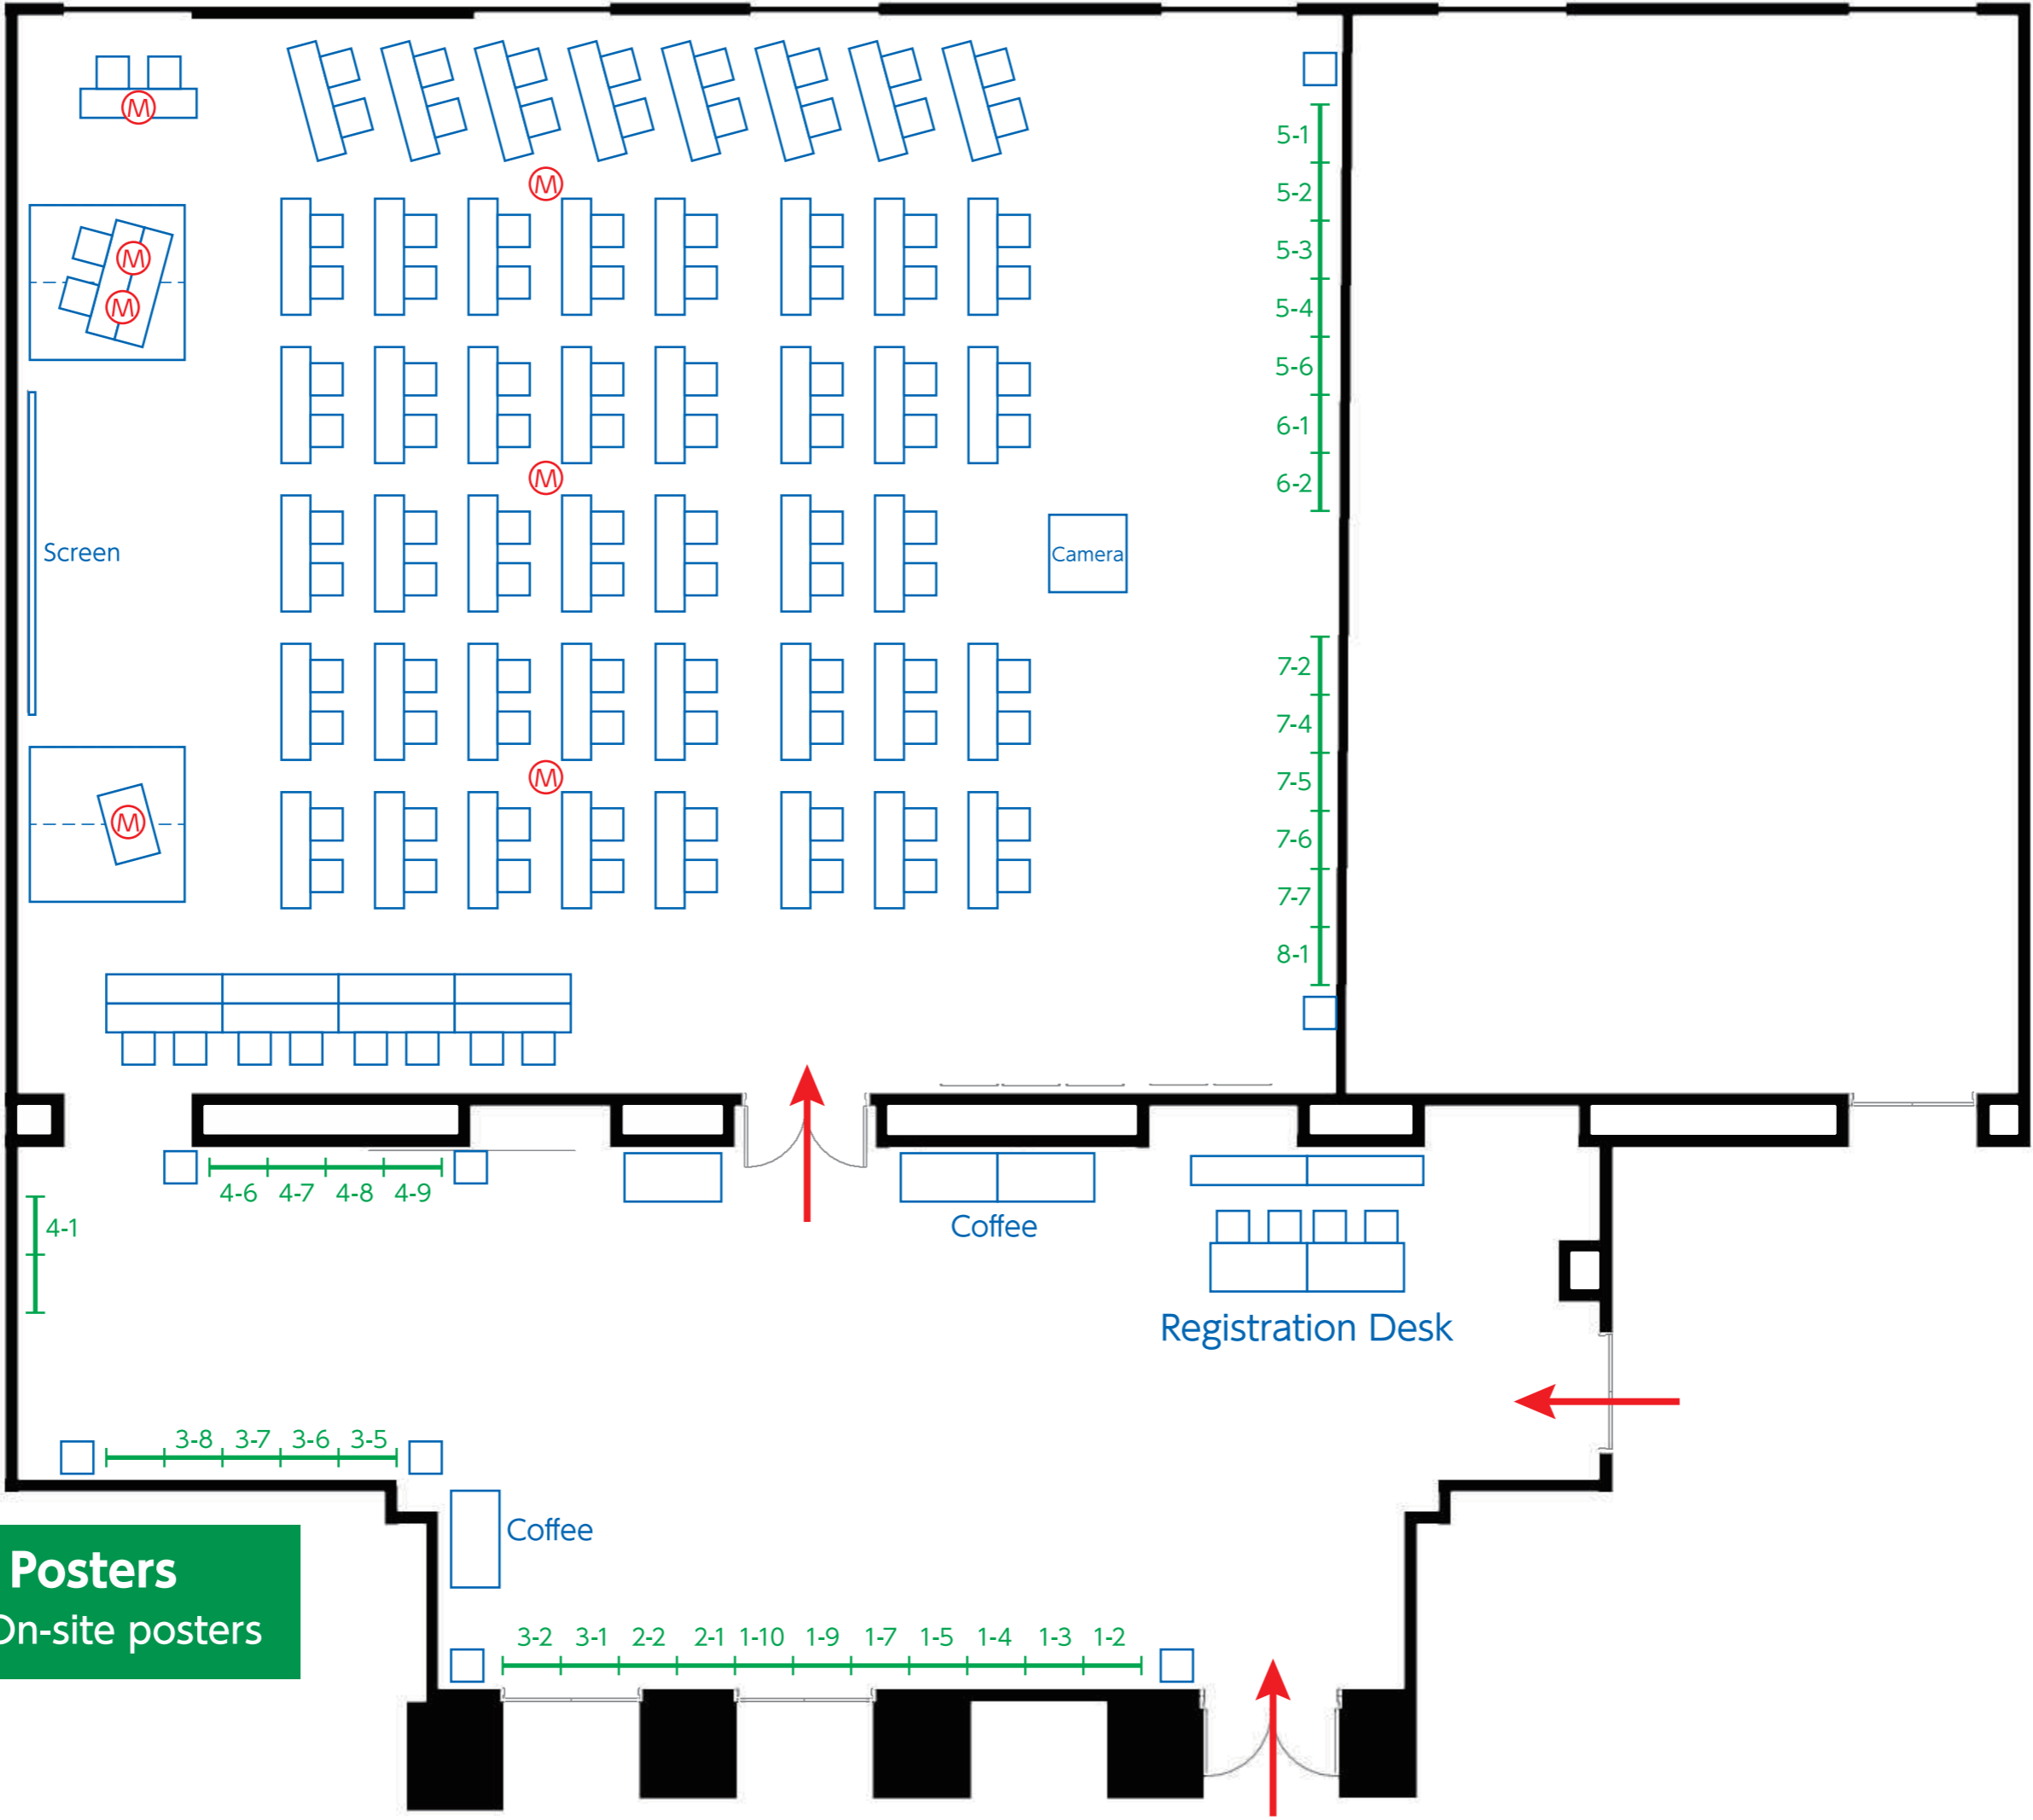 M
5-1
M
5-2
5-3
M
5-4
M
5-6
6-1
M
6-2
Screen
Camera
7-2
7-4
M
7-5
M
7-6
7-7
8-1
4-6 4-7 4-8 4-9
4-1
Coffee
Registration Desk
3-8 3-7 3-6 3-5
Coffee
Posters
On-site posters
3-2 3-1 2-2 2-1 1-10 1-9 1-7 1-5 1-4 1-3 1-2